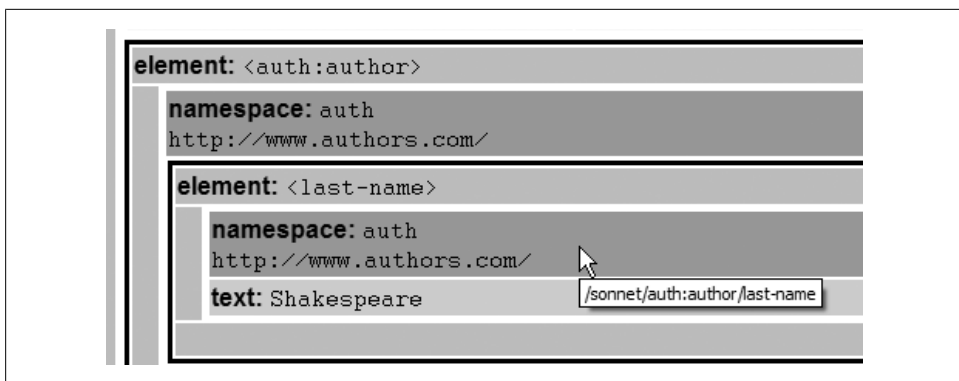 element: <auth:author>
namespace: auth
http://www.authors.com/
element: <last-name>
namespace: auth
http://www.authors.com/
text: Shakespeare
/sonnet/auth:author/last-name